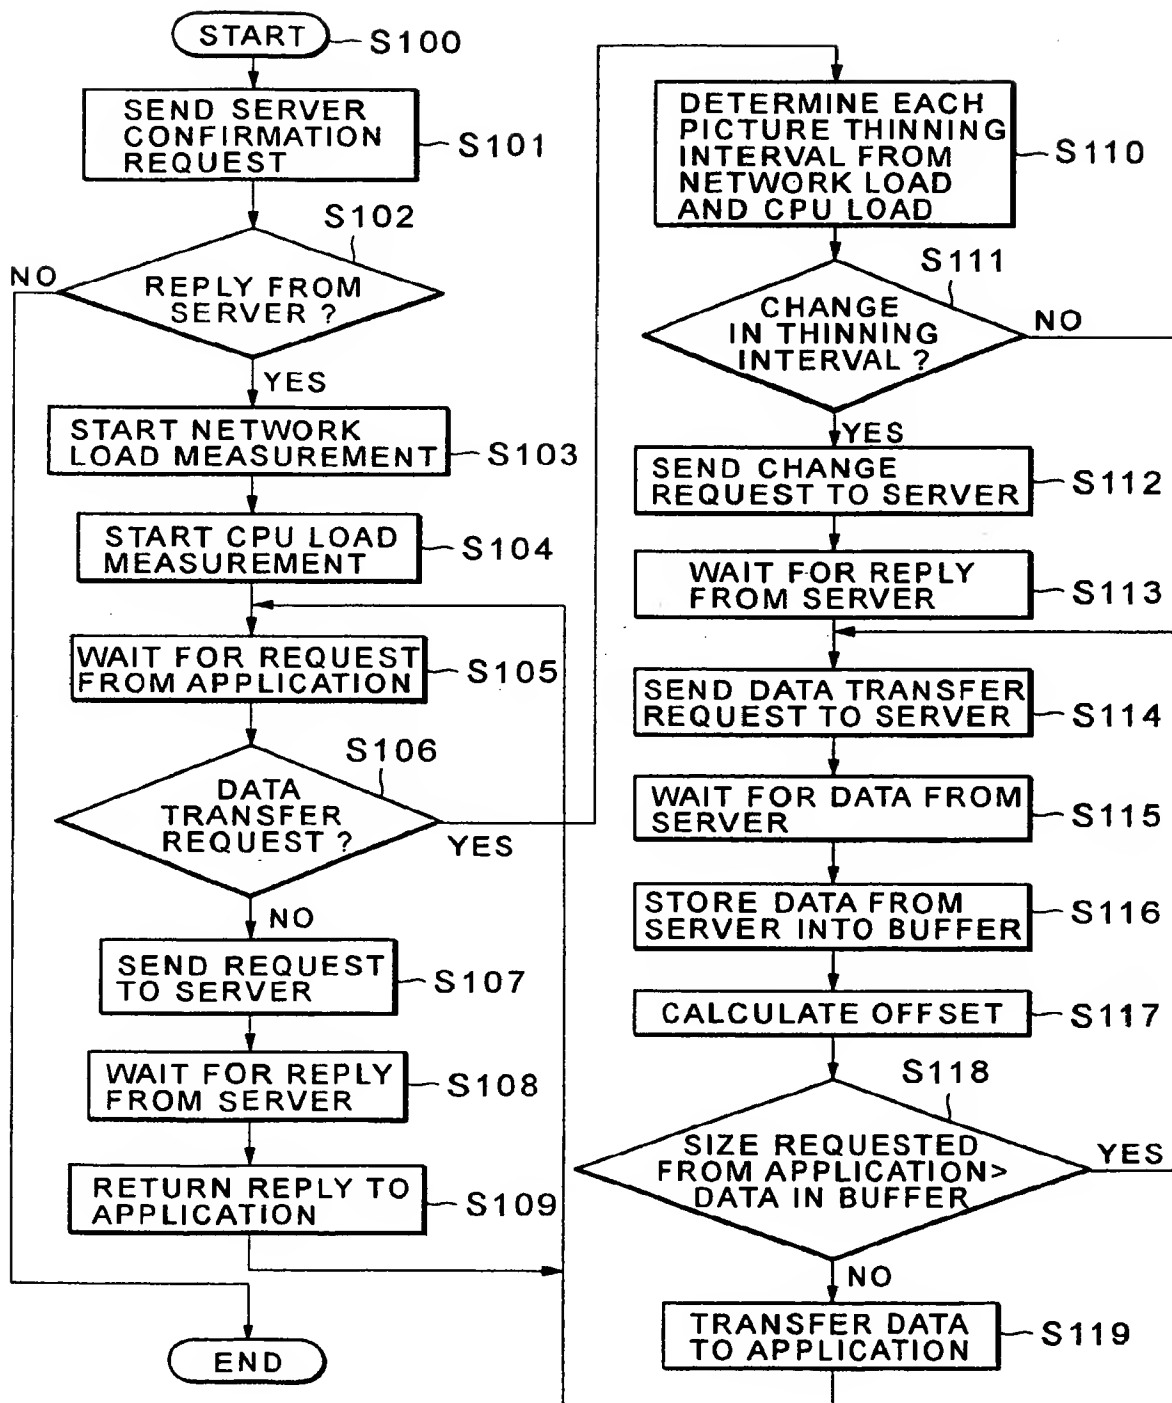 START
S100
SEND SERVER
CONFIRMATION
REQUEST
S101
S102
NO
REPLY FROM
SERVER ?
YES
START NETWORK
LOAD MEASUREMENT
S103
START CPU LOAD
MEASUREMENT
S104
WAIT FOR REQUEST
FROM APPLICATION
S105
S106
DATA
TRANSFER
REQUEST ?
YES
NO
SEND REQUEST
TO SERVER
S107
WAIT FOR REPLY
FROM SERVER
S108
RETURN REPLY TO
APPLICATION
S109
END
DETERMINE EACH
PICTURE THINNING
INTERVAL FROM
NETWORK LOAD
AND CPU LOAD
S110
S111
CHANGE
IN THINNING
INTERVAL ?
NO
YES
SEND CHANGE
REQUEST TO SERVER
S112
WAIT FOR REPLY
FROM SERVER
S113
SEND DATA TRANSFER
REQUEST TO SERVER
S114
WAIT FOR DATA FROM
SERVER
S115
STORE DATA FROM
SERVER INTO BUFFER
S116
CALCULATE OFFSET
S117
S118
SIZE REQUESTED
FROM APPLICATION>
DATA IN BUFFER
YES
NO
TRANSFER DATA
TO APPLICATION
S119